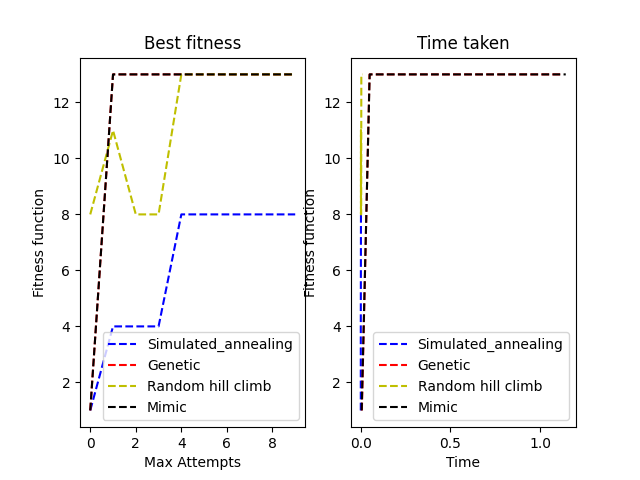 Best fitness
Fitness function
12
10
8
6
4
2
Simulated_annealing
Genetic
Random hill climb
Mimic
0 2 4 6 8
Max Attempts
Time taken
Fitness function
12
10
8
6
4
2
Simulated_annealing
Genetic
Random hill climb
Mimic
0.0 0.5 1.0
Time